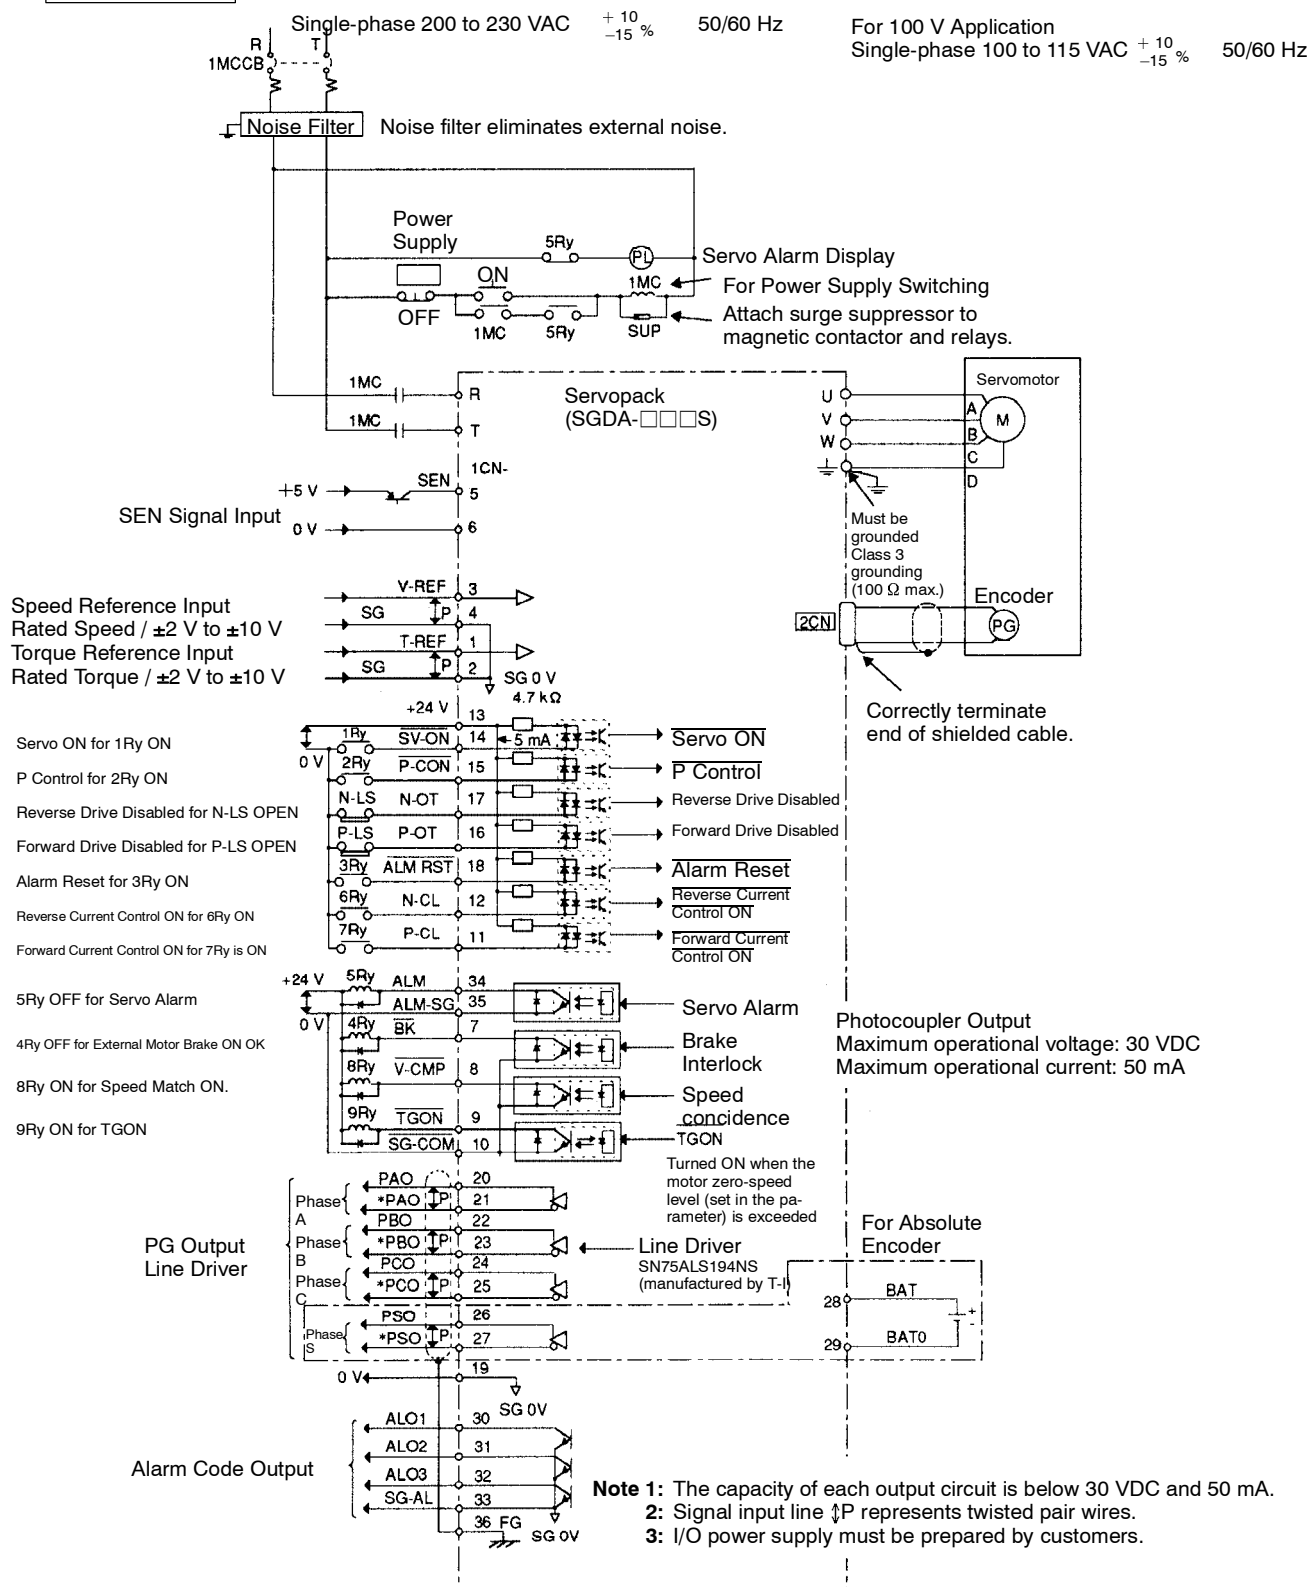 Single-phase 200 to 230 VAC +10 −15 % 50/60 Hz
For 100 V Application
Single-phase 100 to 115 VAC +10 −15 % 50/60 Hz
R T
1MCCB
Noise Filter
Noise filter eliminates external noise.
Power
Supply
5Ry
PL
Servo Alarm Display
ON
1MC
For Power Supply Switching
OFF
1MC
5Ry
SUP
Attach surge suppressor to
magnetic contactor and relays.
1MC
R
1MC
T
Servopack
(SGDA-□□□S)
U
V
W
Servomotor
A
B
C
D
M
1CN-
+5 V
SEN
5
SEN Signal Input
0 V
6
Must be
grounded
Class 3
grounding
(100 Ω max.)
Encoder
2CN
PG
Correctly terminate
end of shielded cable.
Speed Reference Input
Rated Speed / ±2 V to ±10 V
Torque Reference Input
Rated Torque / ±2 V to ±10 V
V-REF 3
SG P 4
T-REF 1
SG P 2
SG 0 V
4.7 kΩ
+24 V 13
5 mA
0 V
Servo ON for 1Ry ON
1Ry SV-ON 14
Servo ON
P Control for 2Ry ON
2Ry P-CON 15
P Control
Reverse Drive Disabled for N-LS OPEN
N-LS N-OT 17
Reverse Drive Disabled
Forward Drive Disabled for P-LS OPEN
P-LS P-OT 16
Forward Drive Disabled
Alarm Reset for 3Ry ON
3Ry ALM RST 18
Alarm Reset
Reverse Current Control ON for 6Ry ON
6Ry N-CL 12
Reverse Current
Control ON
Forward Current Control ON for 7Ry is ON
7Ry P-CL 11
Forward Current
Control ON
+24 V
0 V
5Ry OFF for Servo Alarm
5Ry ALM 34
ALM-SG 35
Servo Alarm
4Ry OFF for External Motor Brake ON OK
4Ry BK 7
Brake
Interlock
8Ry ON for Speed Match ON.
8Ry V-CMP 8
Speed
concidence
9Ry ON for TGON
9Ry TGON 9
SG-COM 10
TGON
Turned ON when the
motor zero-speed
level (set in the pa-
rameter) is exceeded
Photocoupler Output
Maximum operational voltage: 30 VDC
Maximum operational current: 50 mA
PG Output
Line Driver
Phase
A
PAO 20
*PAO P 21
Phase
B
PBO 22
*PBO P 23
Phase
C
PCO 24
*PCO P 25
Phase
S
PSO 26
*PSO P 27
Line Driver
SN75ALS194NS
(manufactured by T-I)
For Absolute
Encoder
28 BAT
+
-
29 BAT0
0 V 19
SG 0V
Alarm Code Output
ALO1 30
ALO2 31
ALO3 32
SG-AL 33
36 FG
SG 0V
Note 1: The capacity of each output circuit is below 30 VDC and 50 mA.
2: Signal input line ↕P represents twisted pair wires.
3: I/O power supply must be prepared by customers.